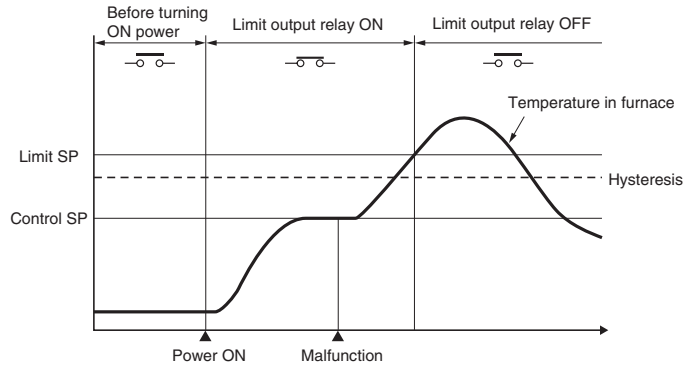 Before turning
ON power
Limit output relay ON
Limit output relay OFF
Temperature in furnace
Limit SP
Hysteresis
Control SP
Power ON
Malfunction